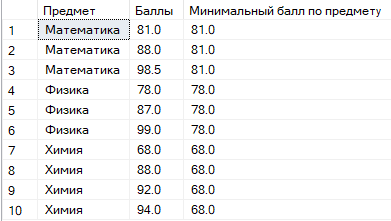 Предмет Баллы Минимальный балл по предмету
1 Математика 81.0 81.0
2 Математика 88.0 81.0
3 Математика 98.5 81.0
4 Физика 78.0 78.0
5 Физика 87.0 78.0
6 Физика 99.0 78.0
7 Химия 68.0 68.0
8 Химия 88.0 68.0
9 Химия 92.0 68.0
10 Химия 94.0 68.0